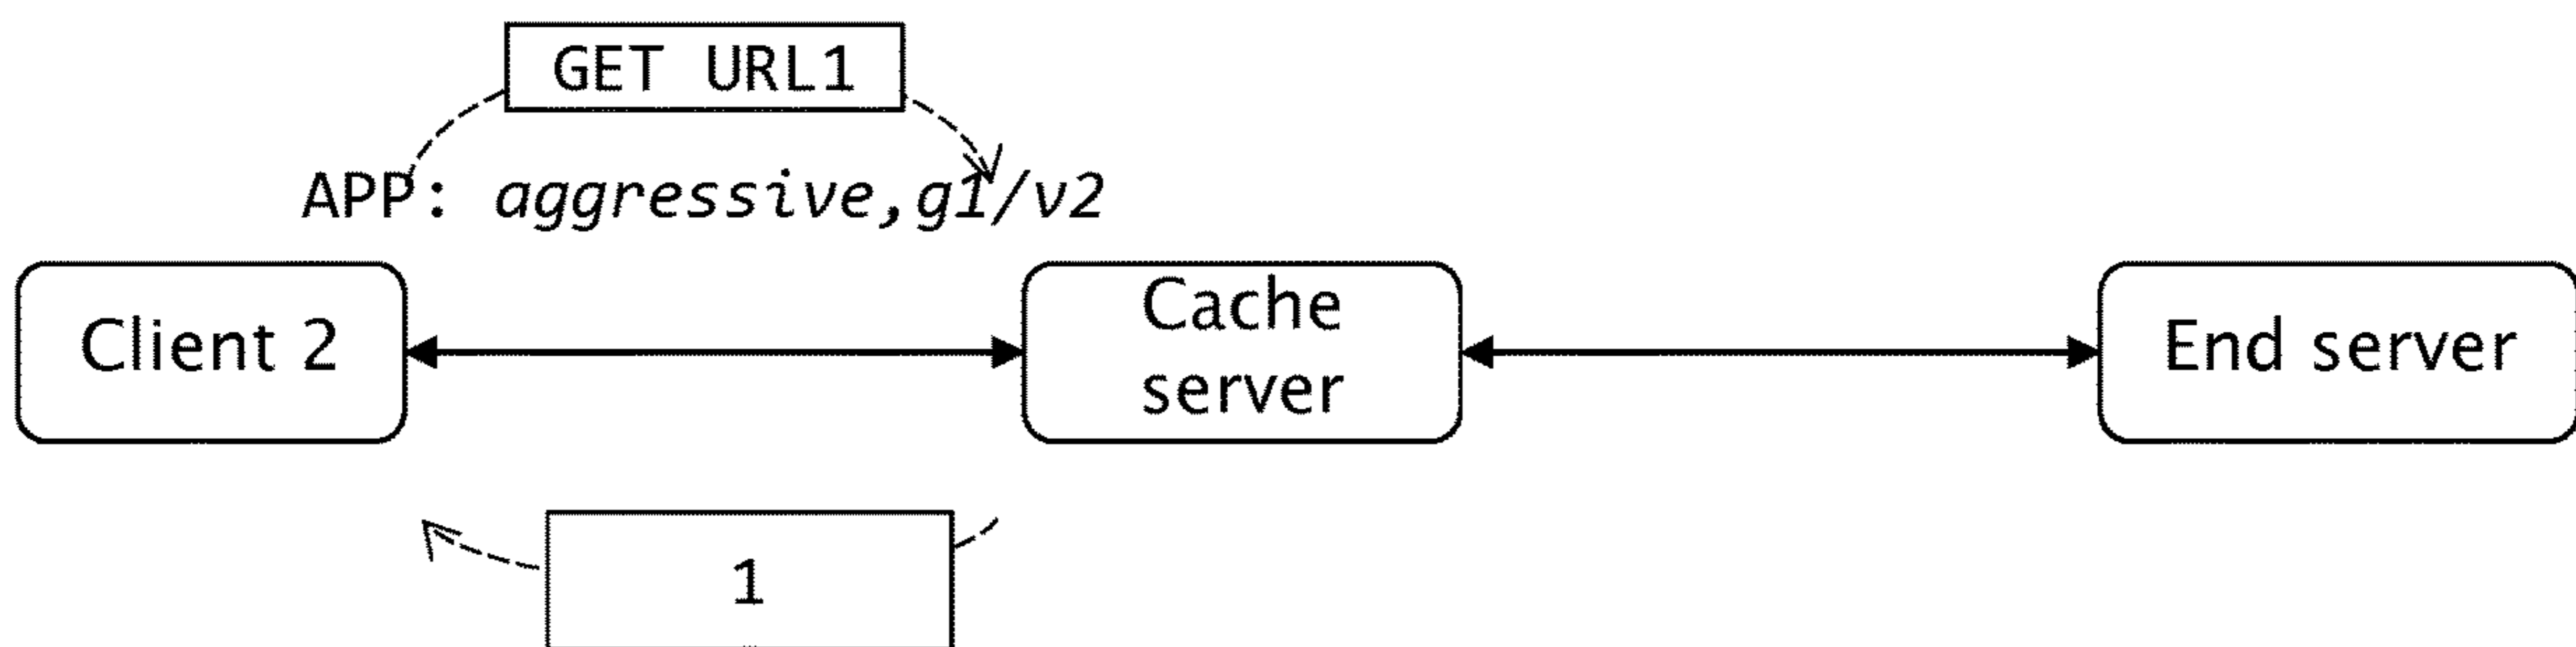 GET URL1
APP: aggressive,g1/v2
Client 2
Cache
server
End server
1